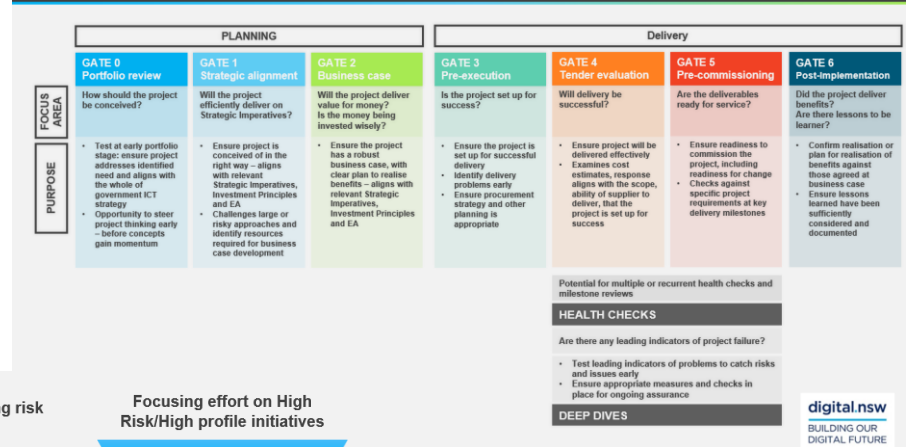 PLANNING
Delivery
GATE 0
Portfolio review
GATE 1
Strategic alignment
GATE 2
Business case
GATE 3
Pre-execution
GATE 4
Tender evaluation
GATE 5
Pre-commissioning
GATE 6
Post-Implementation
FOCUS
AREA
How should the project
be conceived?
Will the project
efficiently deliver on
Strategic Imperatives?
Will the project deliver
value for money?
Is the money being
invested wisely?
Is the project set up for
success?
Will delivery be
successful?
Are the deliverables
ready for service?
Did the project deliver
benefits?
Are there lessons to be
learner?
PURPOSE
• Test at early portfolio
stage: ensure project
addresses identified
need and aligns with
the whole of
government ICT
strategy
• Opportunity to steer
project thinking early
– before concepts
gain momentum
• Ensure project is
conceived of in the
right way – aligns
with relevant
Strategic Imperatives,
Investment Principles
and EA
• Challenges large or
risky approaches and
identify resources
required for business
case development
• Ensure the project
has a robust
business case, with
clear plan to realise
benefits – aligns with
relevant Strategic
Imperatives,
Investment Principles
and EA
• Ensure the project is
set up for successful
delivery
• Identify delivery
problems early
• Ensure procurement
strategy and other
planning is
appropriate
• Ensure project will be
delivered effectively
• Examines cost
estimates, response
aligns with the scope,
ability of supplier to
deliver, that the
project is set up for
success
• Ensure readiness to
commission the
project, including
readiness for change
• Checks against
specific project
requirements at key
delivery milestones
• Confirm realisation or
plan for realisation of
benefits against
those agreed at
business case
• Ensure lessons
learned have been
sufficiently
considered and
documented
Potential for multiple or recurrent health checks and
milestone reviews
HEALTH CHECKS
Are there any leading indicators of project failure?
• Test leading indicators of problems to catch risks
and issues early
• Ensure appropriate measures and checks in
place for ongoing assurance
DEEP DIVES
g risk
Focusing effort on High
Risk/High profile initiatives
digital.nsw
BUILDING OUR
DIGITAL FUTURE